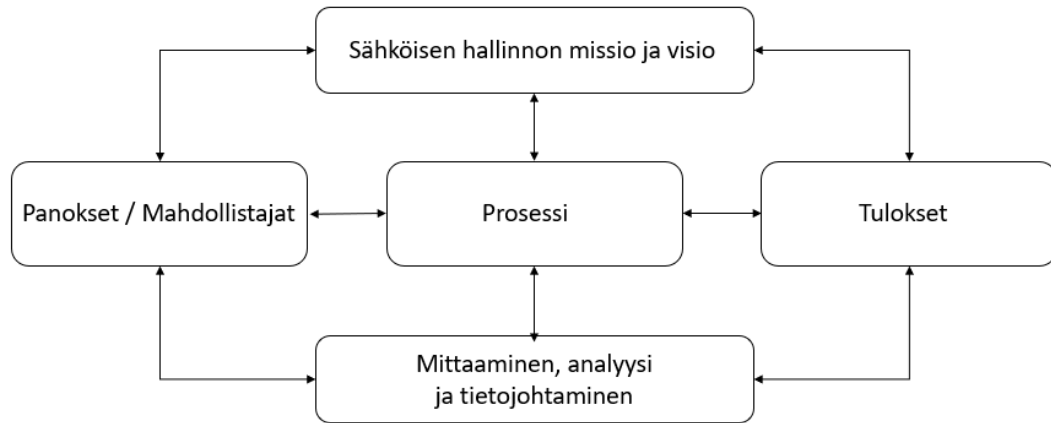 Sähköisen hallinnon missio ja visio
Panokset / Mahdollistajat
Prosessi
Tulokset
Mittaaminen, analyysi
ja tietojohtaminen